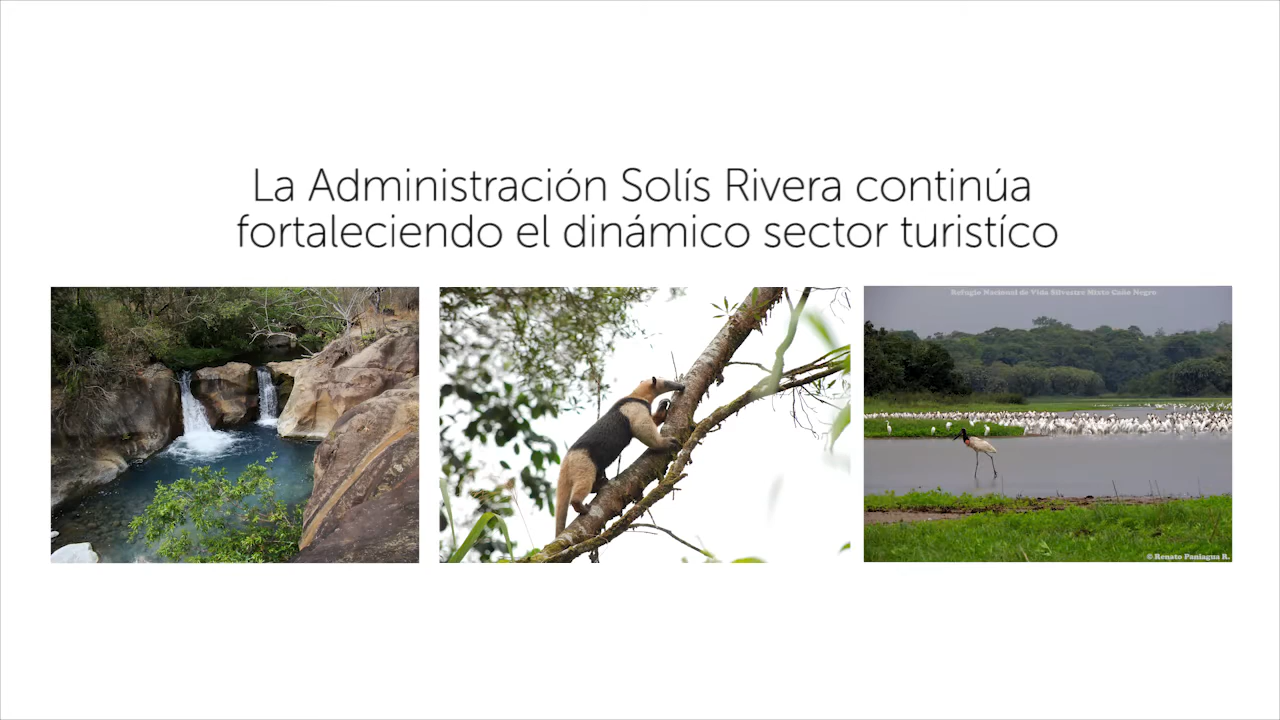 La Administración Solís Rivera continúa
fortaleciendo el dinámico sector turistíco
Refugio Nacional de Vida Silvestre Mixto Caño Negro
© Renato Paniagua R.